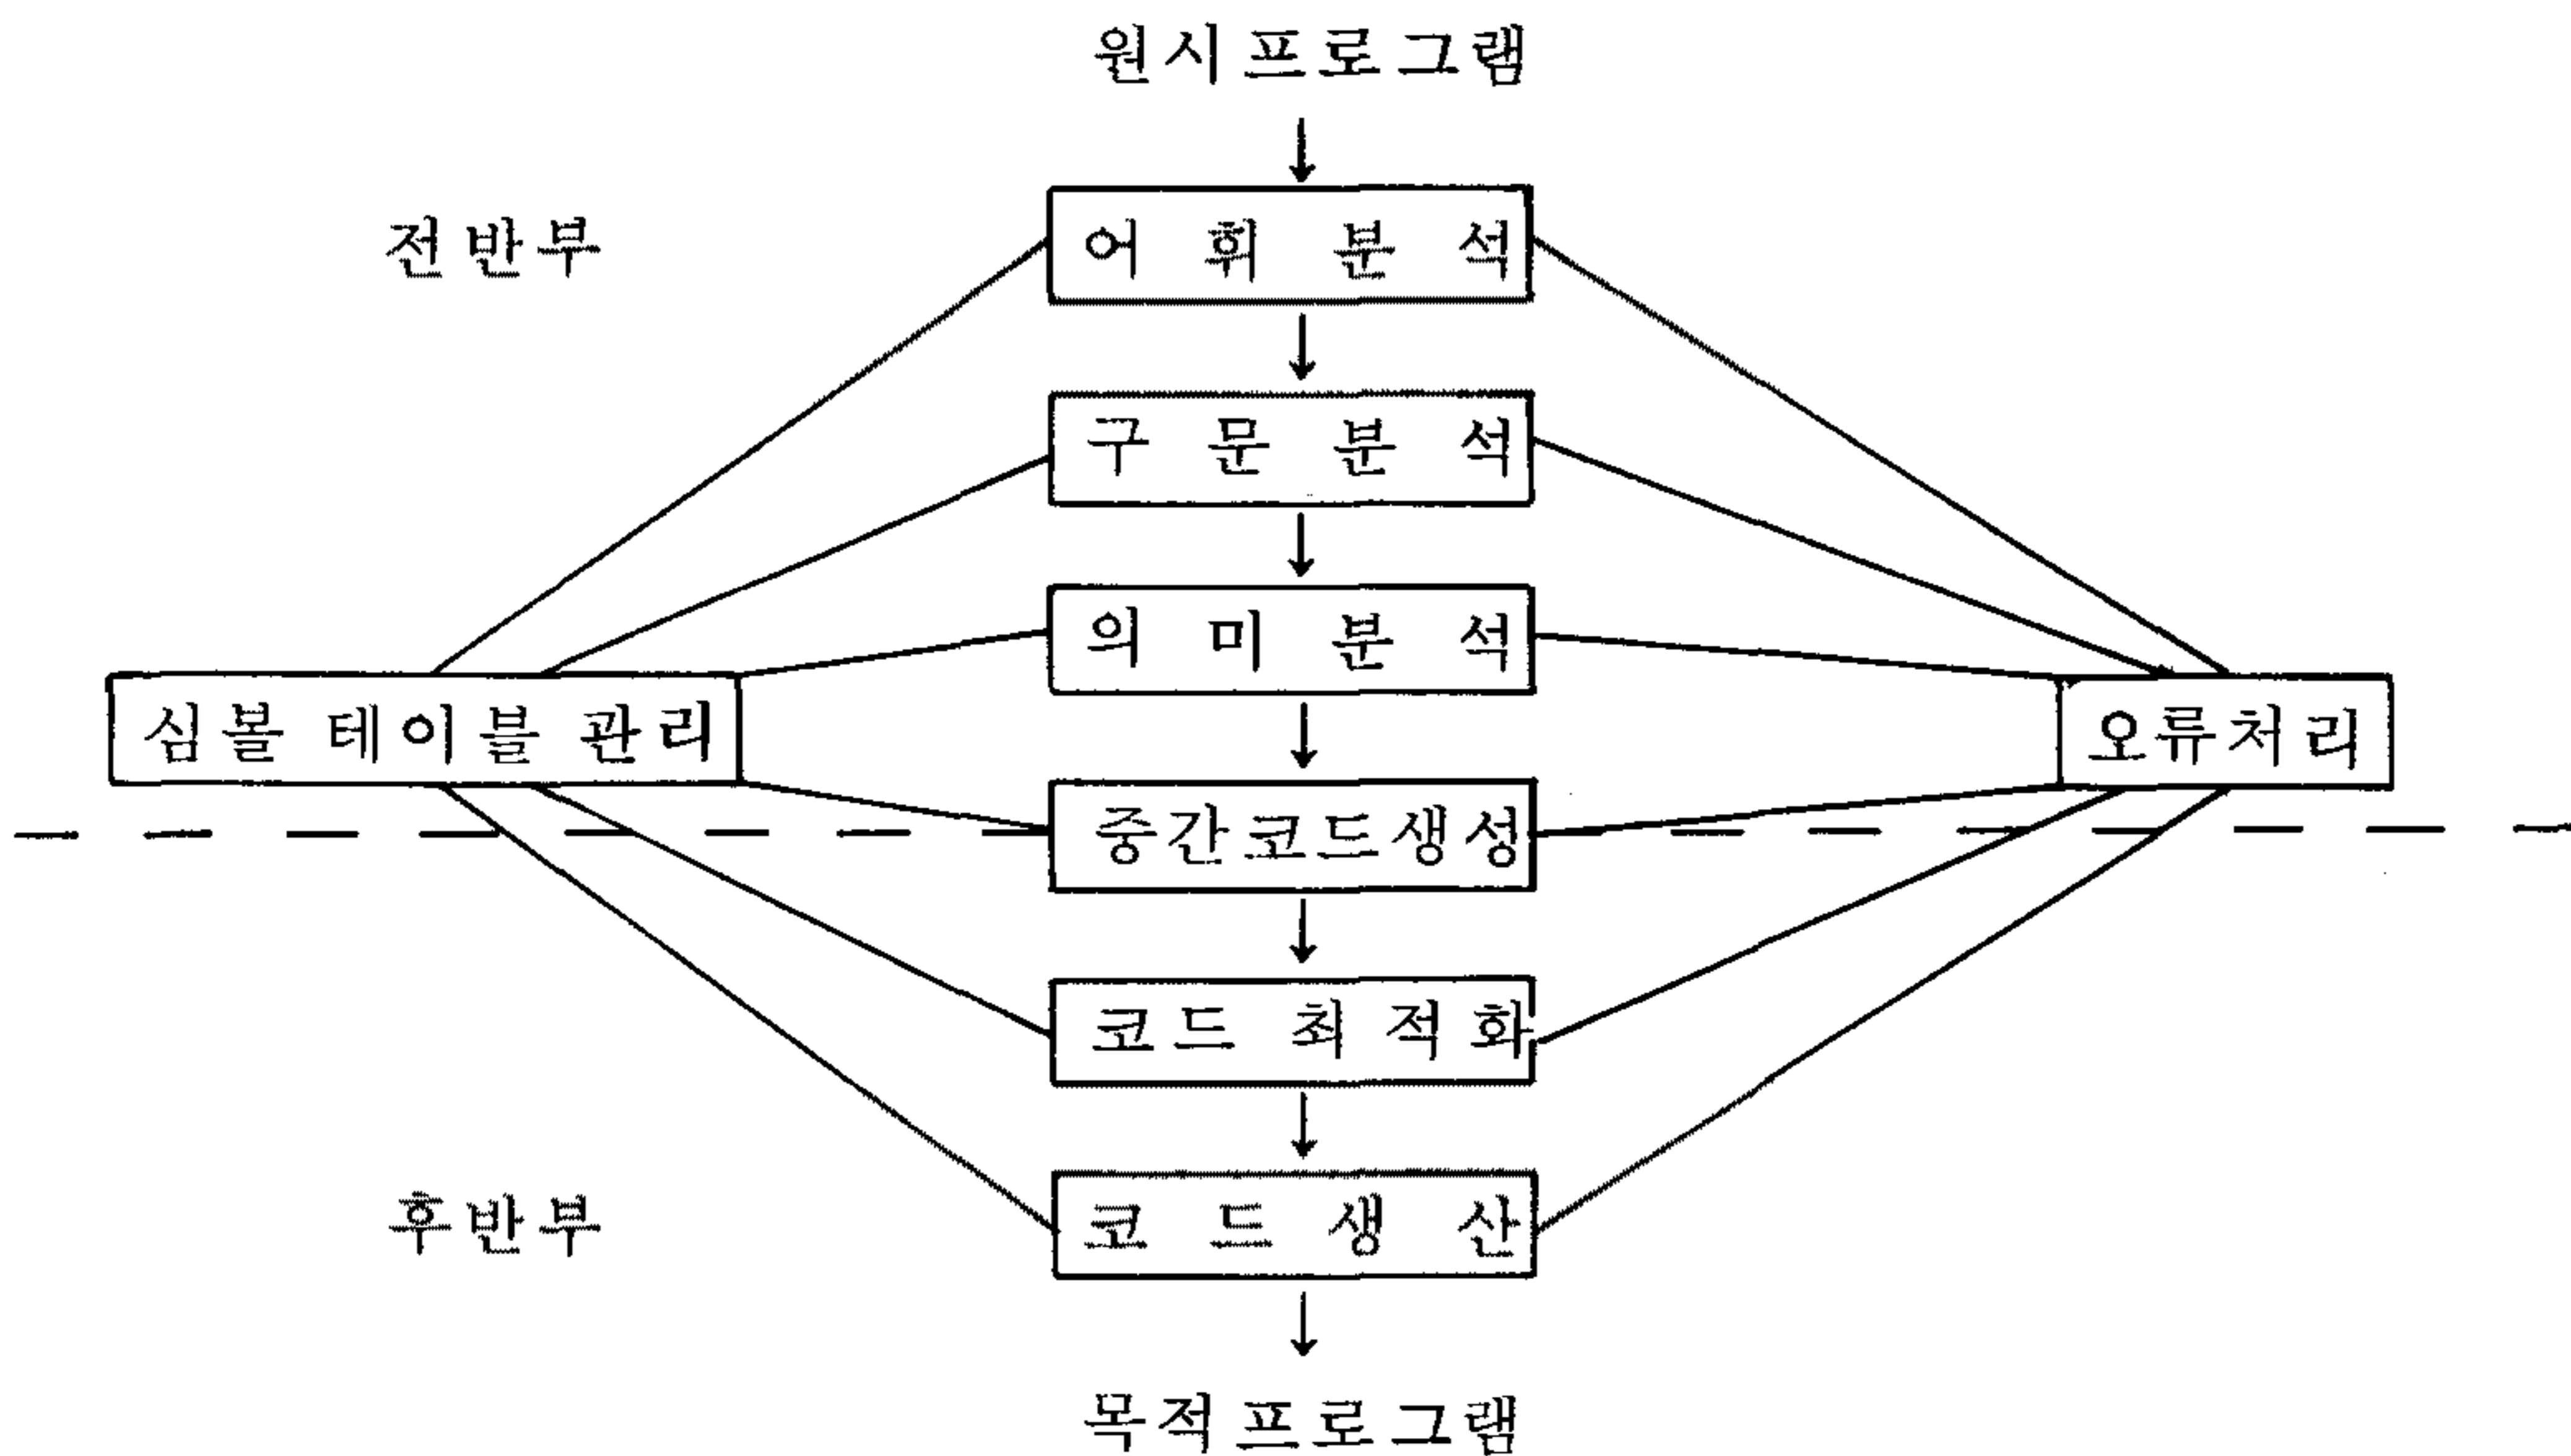 원시프로그램
전반부
어휘분석
구문분석
의미분석
심볼 테이블 관리
오류처리
중간코드생성
코드 최적화
후반부
코드생산
목적프로그램